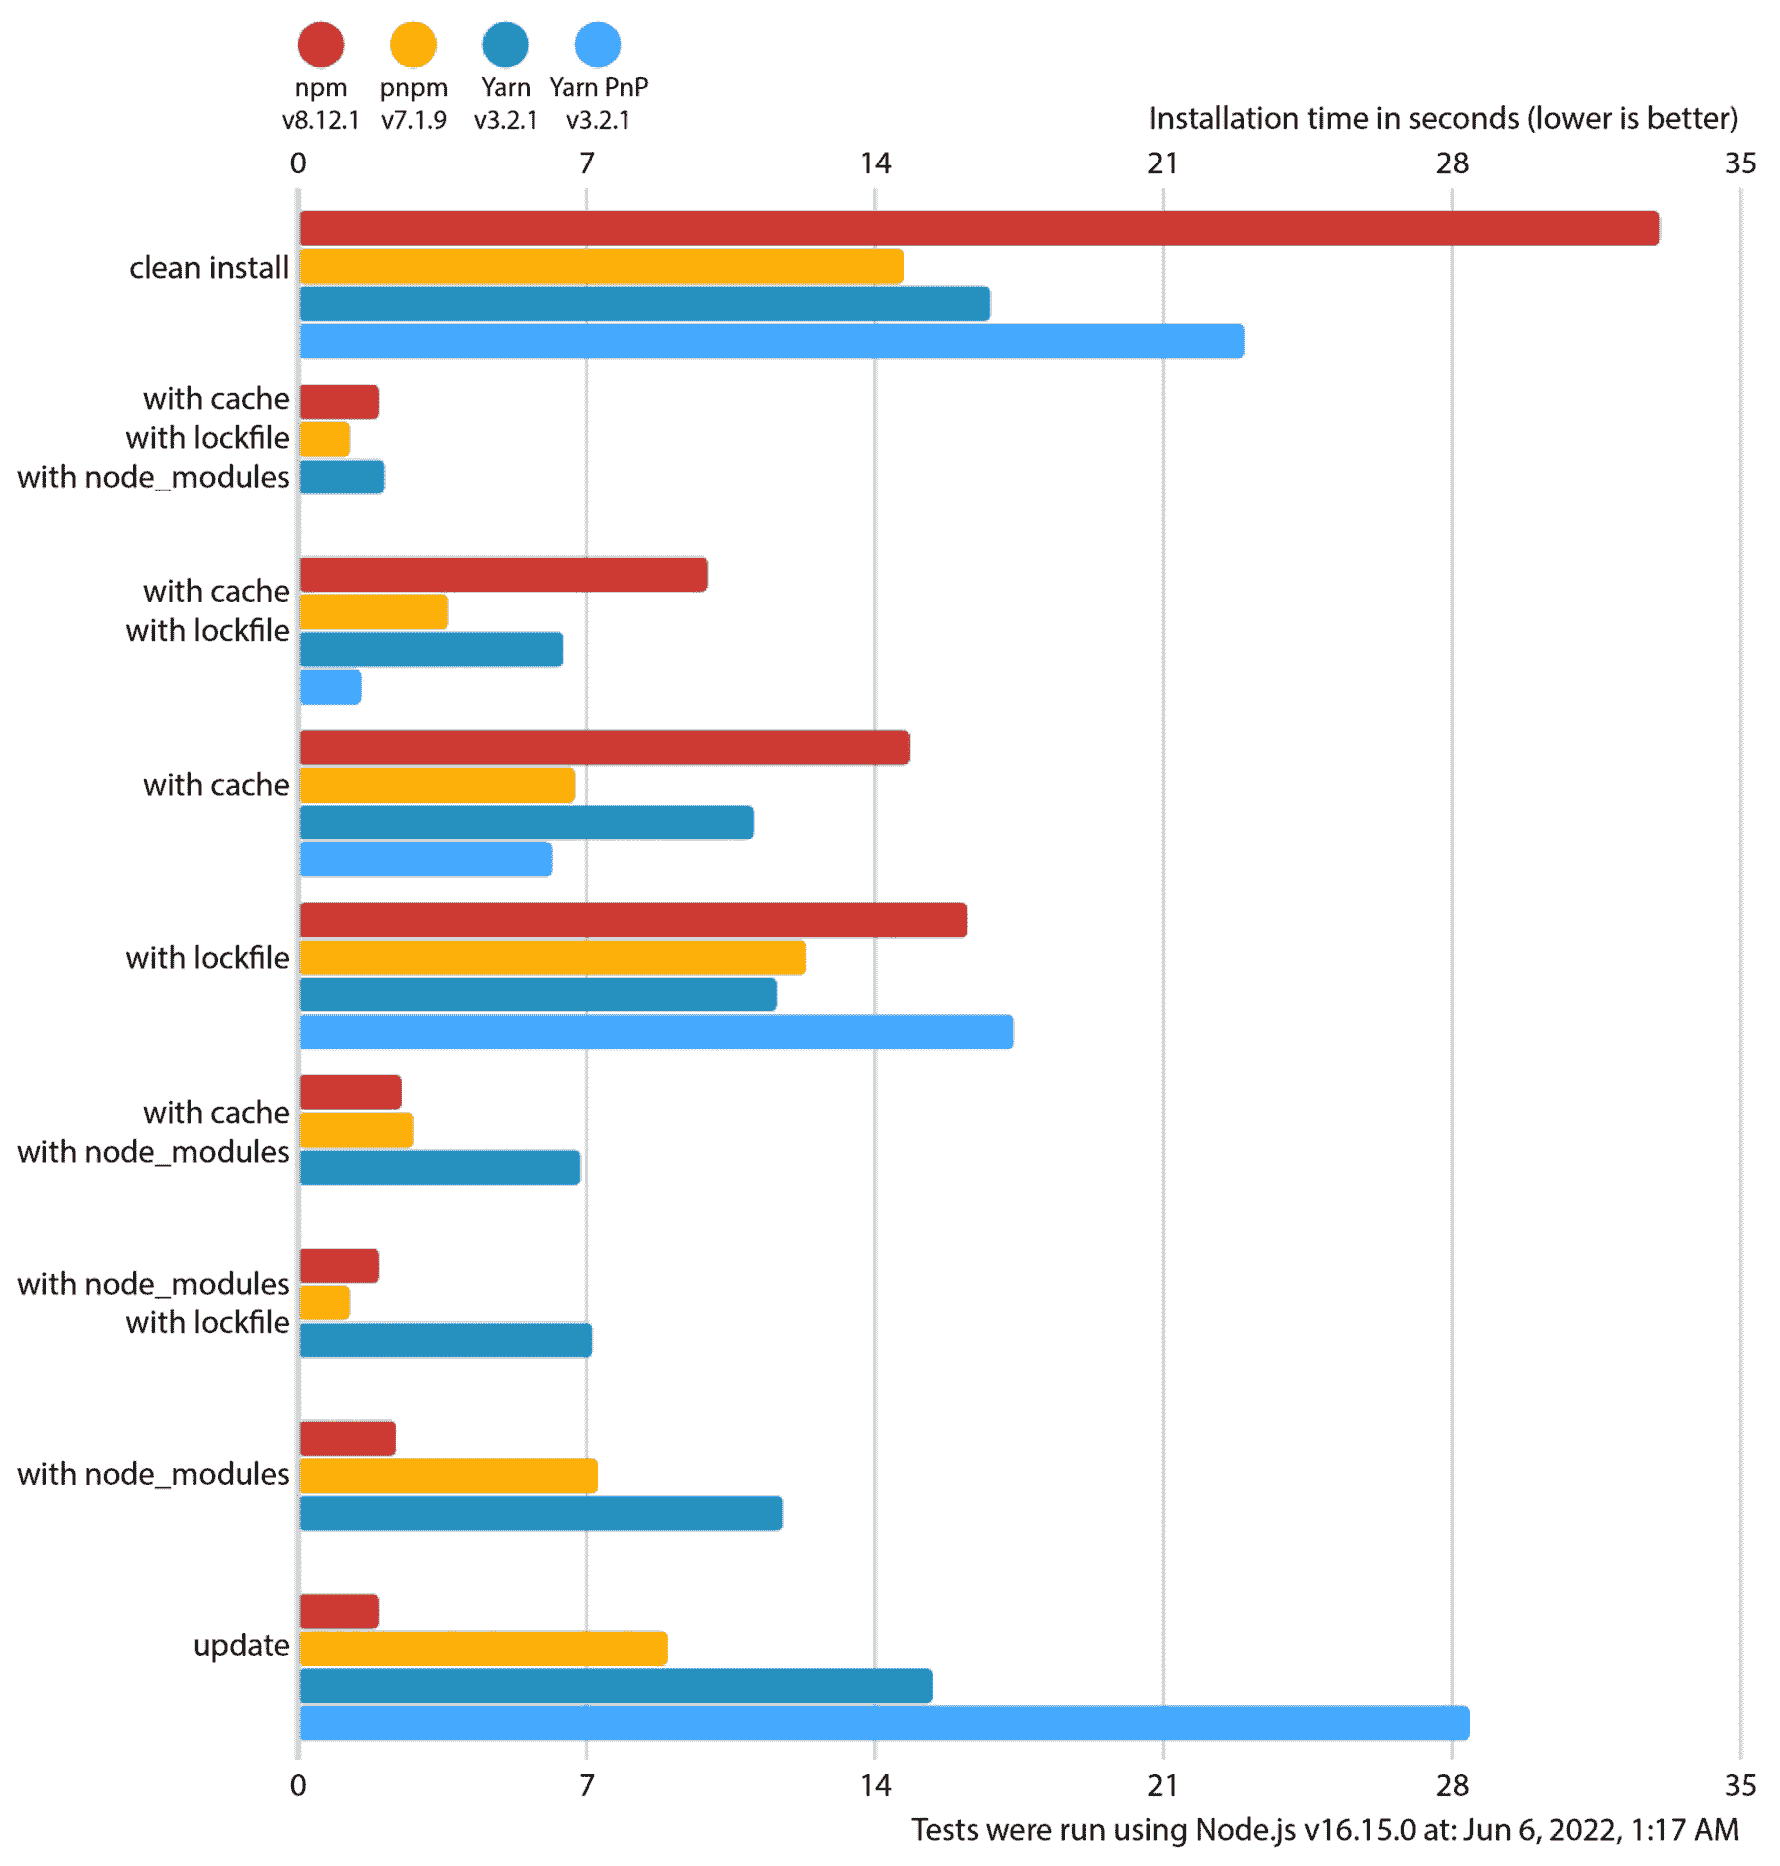 npm pnpm Yarn Yarn PnP
v8.12.1 v7.1.9 v3.2.1 v3.2.1
Installation time in seconds (lower is better)
0 7 14 21 28 35
clean install
with cache
with lockfile
with node_modules
with cache
with lockfile
with cache
with lockfile
with cache
with node_modules
with node_modules
with lockfile
with node_modules
update
0 7 14 21 28 35
Tests were run using Node.js v16.15.0 at: Jun 6, 2022, 1:17 AM